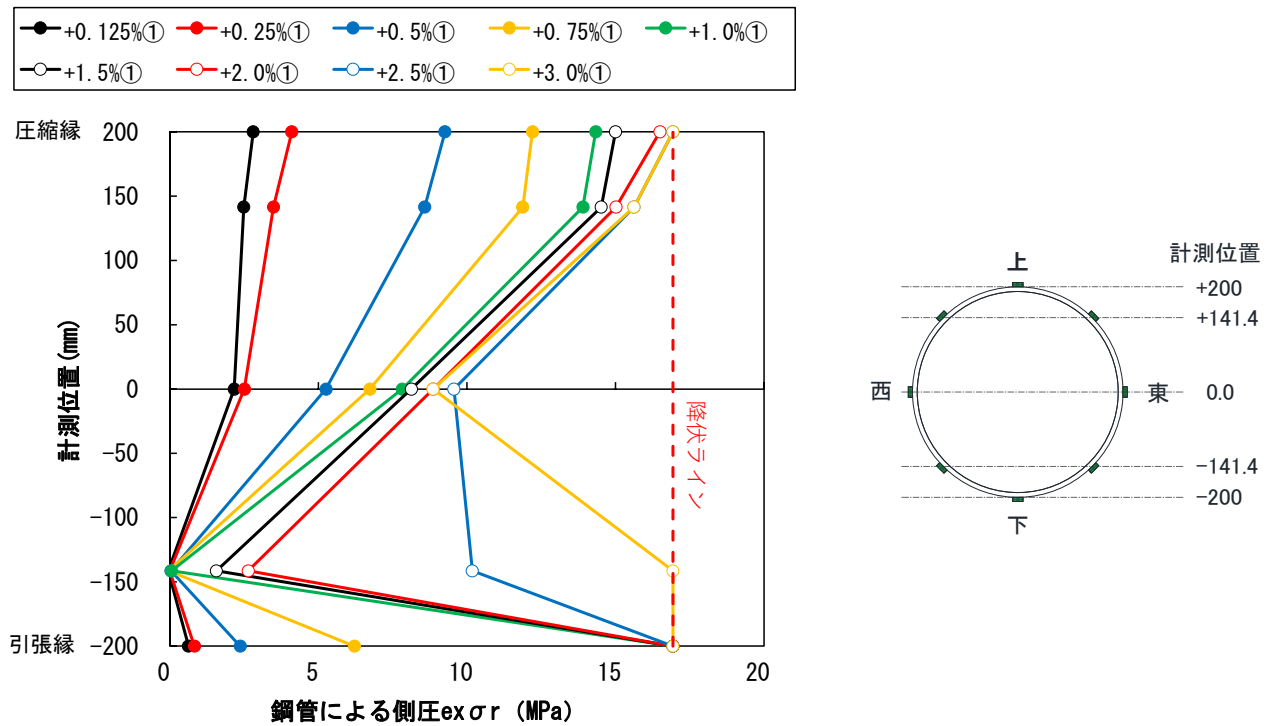 +0.125%① +0.25%① +0.5%① +0.75%① +1.0%①
+1.5%① +2.0%① +2.5%① +3.0%①
圧縮縁
引張縁
計測位置(mm)
200
150
100
50
0
-50
-100
-150
-200
0 5 10 15 20
鋼管による側圧exσr (MPa)
降伏ライン
計測位置
上
+200
+141.4
西
東
0.0
-141.4
-200
下